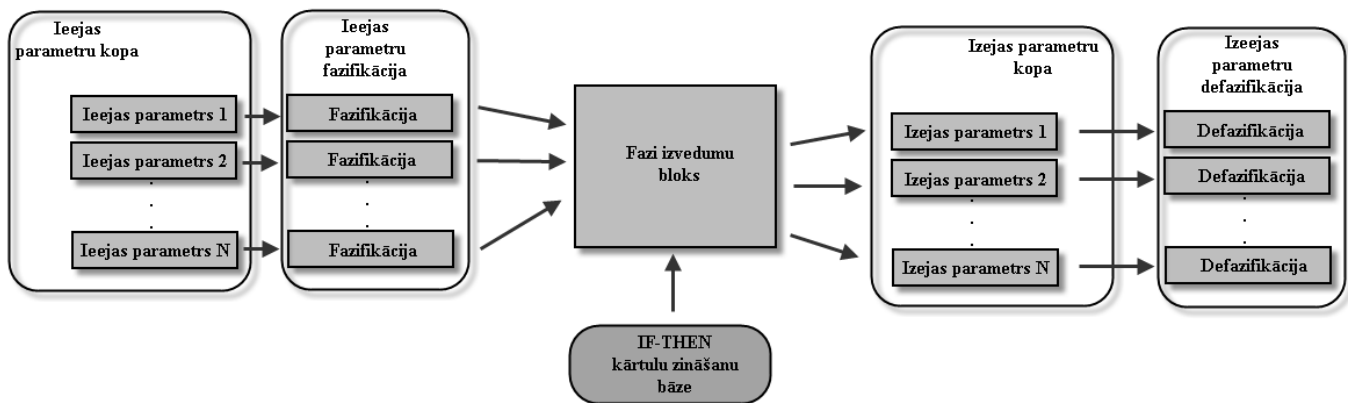 Ieejas
parametru kopa
Ieejas parametrs 1
Ieejas parametrs 2
.
.
Ieejas parametrs N
Ieejas
parametru
fazifikācija
Fazifikācija
Fazifikācija
.
.
Fazifikācija
Fazi izvedumu
bloks
IF-THEN
kārtulu zināšanu
bāze
Izejas parametru
kopa
Izejas parametrs 1
Izejas parametrs 2
.
.
Izejas parametrs N
Izeejas
parametru
defazifikācija
Defazifikācija
Defazifikācija
.
.
Defazifikācija